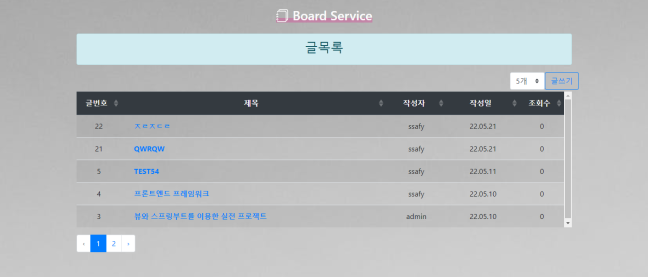 Board Service
글목록
5개 글쓰기
글번호 제목 작성자 작성일 조회수
22 ㅈㄹㅈㄷㄹ ssafy 22.05.21 0
21 QWRQW ssafy 22.05.21 0
5 TEST54 ssafy 22.05.11 0
4 프론트엔드 프레임워크 ssafy 22.05.10 0
3 뷰와 스프링부트를 이용한 실전 프로젝트 admin 22.05.10 0
‹ 1 2 ›